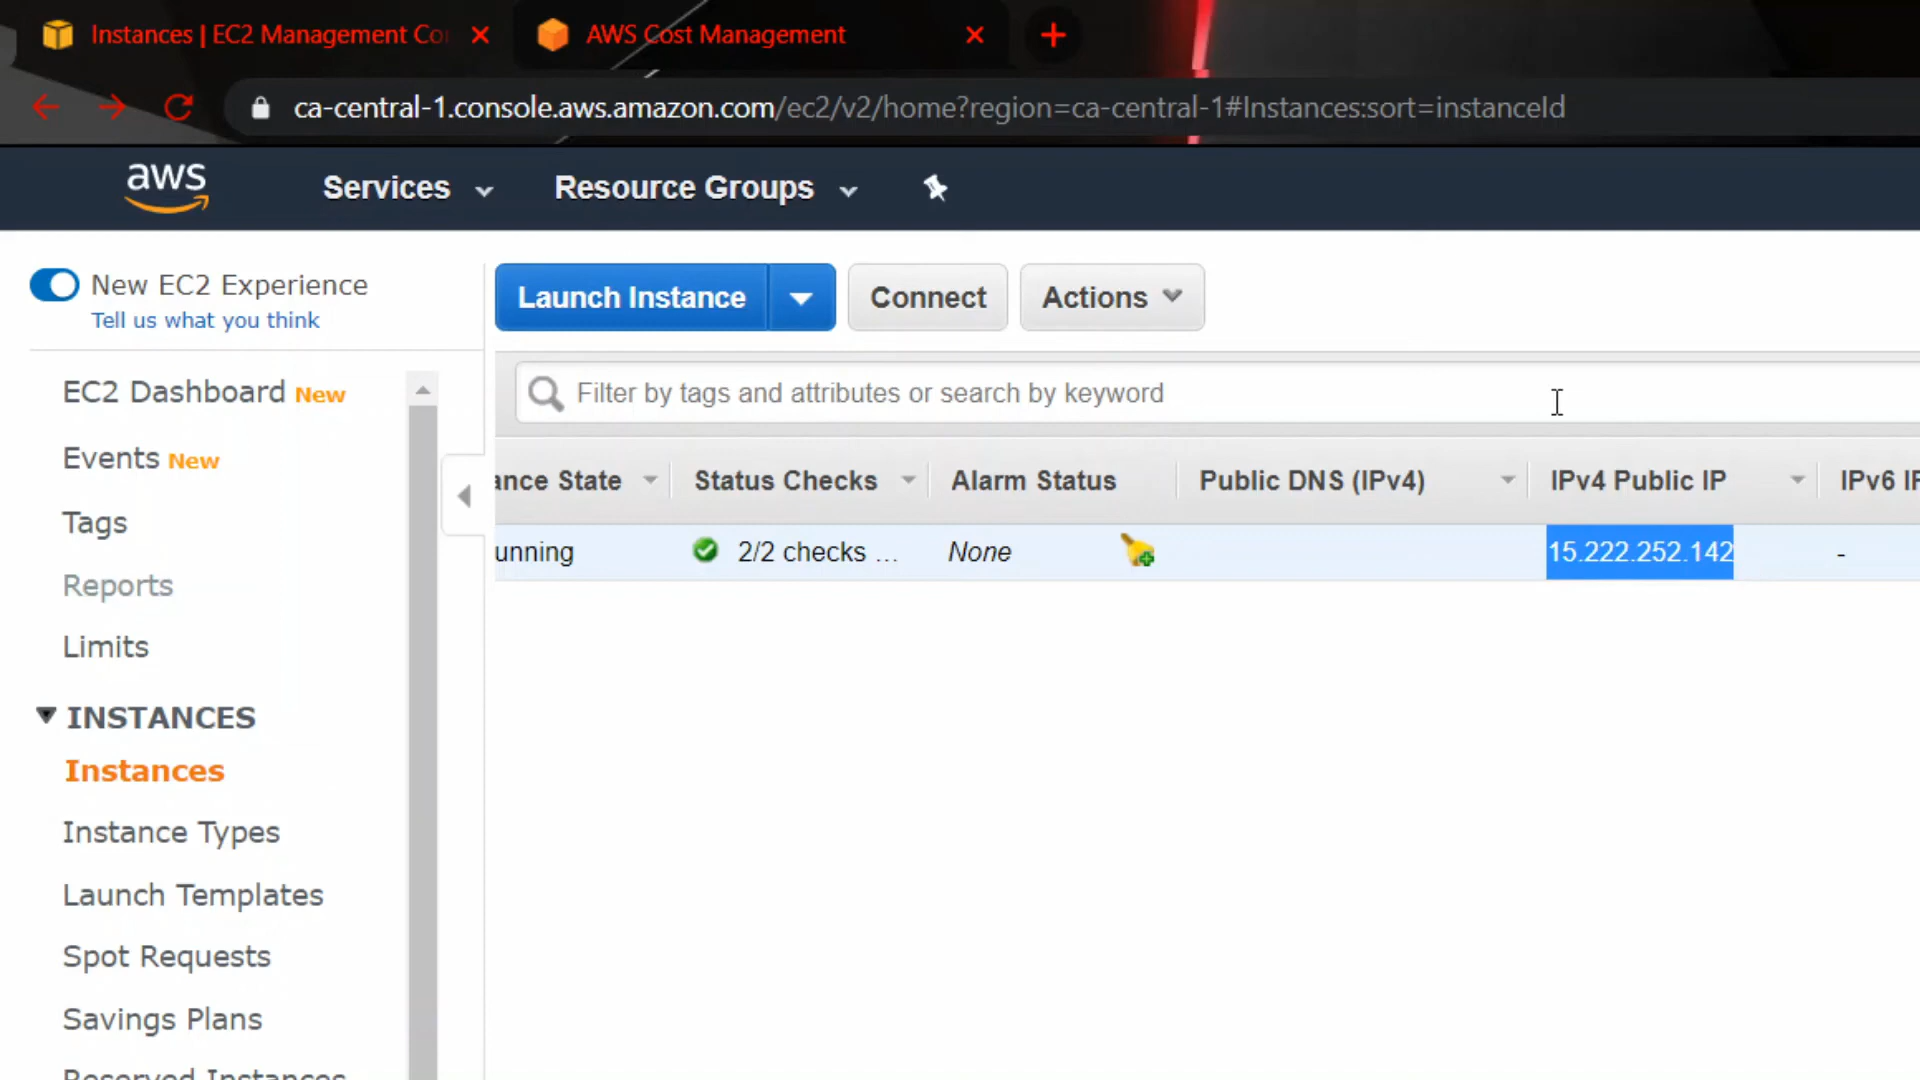 Instances | EC2 Management Co
AWS Cost Management
ca-central-1.console.aws.amazon.com/ec2/v2/home?region=ca-central-1#Instances:sort=instanceId
aws
Services
Resource Groups
New EC2 Experience
Tell us what you think
Launch Instance
Connect
Actions
EC2 Dashboard New
Filter by tags and attributes or search by keyword
Events New
ance State
Status Checks
Alarm Status
Public DNS (IPv4)
IPv4 Public IP
IPv6 IP
Tags
unning
2/2 checks ...
None
15.222.252.142
-
Reports
Limits
INSTANCES
Instances
Instance Types
Launch Templates
Spot Requests
Savings Plans
Reserved Instances